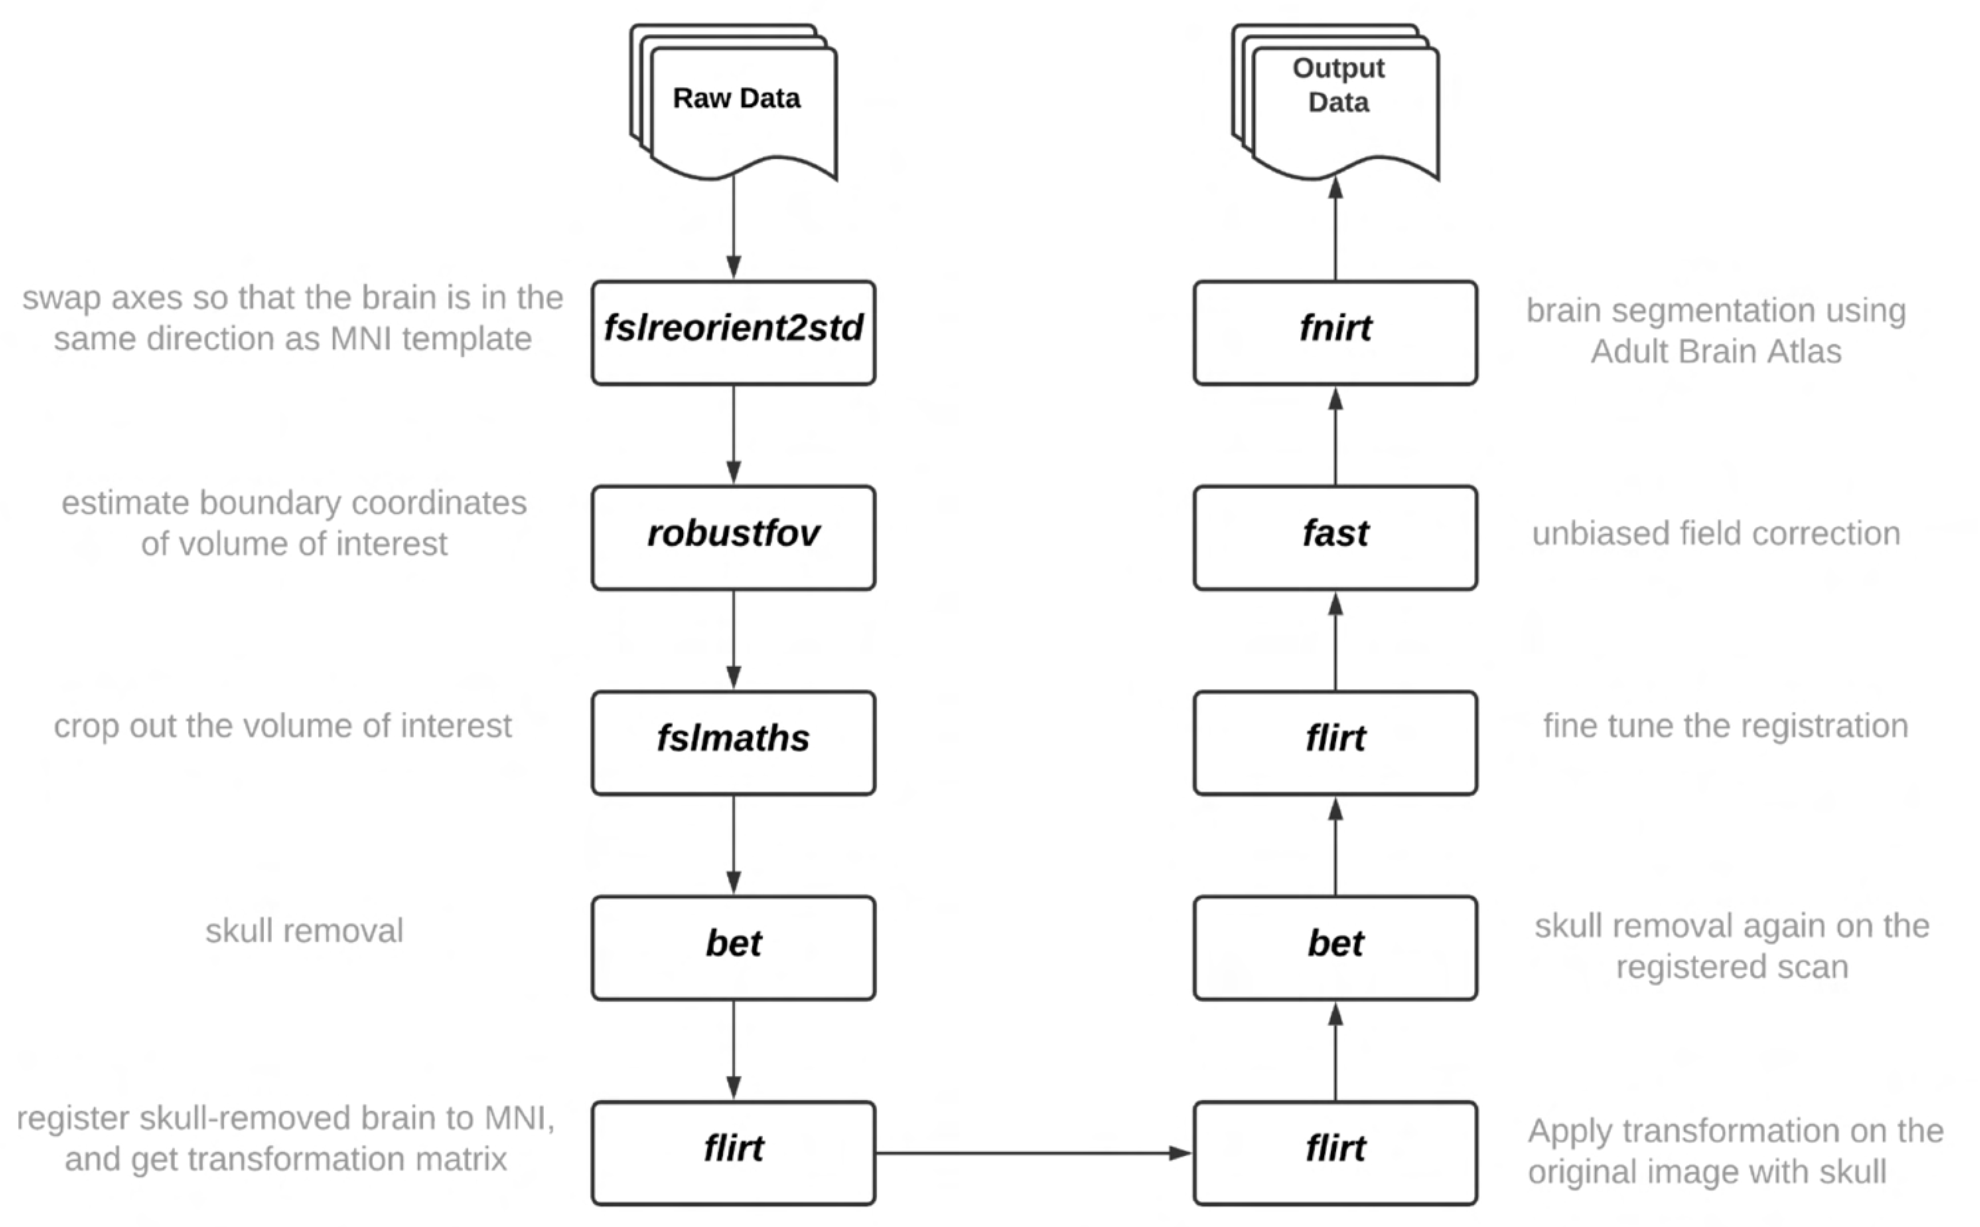 Raw Data
swap axes so that the brain is in the
same direction as MNI template
fslreorient2std
estimate boundary coordinates
of volume of interest
robustfov
crop out the volume of interest
fslmaths
skull removal
bet
register skull-removed brain to MNI,
and get transformation matrix
flirt
Output
Data
fnirt
brain segmentation using
Adult Brain Atlas
fast
unbiased field correction
flirt
fine tune the registration
bet
skull removal again on the
registered scan
flirt
Apply transformation on the
original image with skull